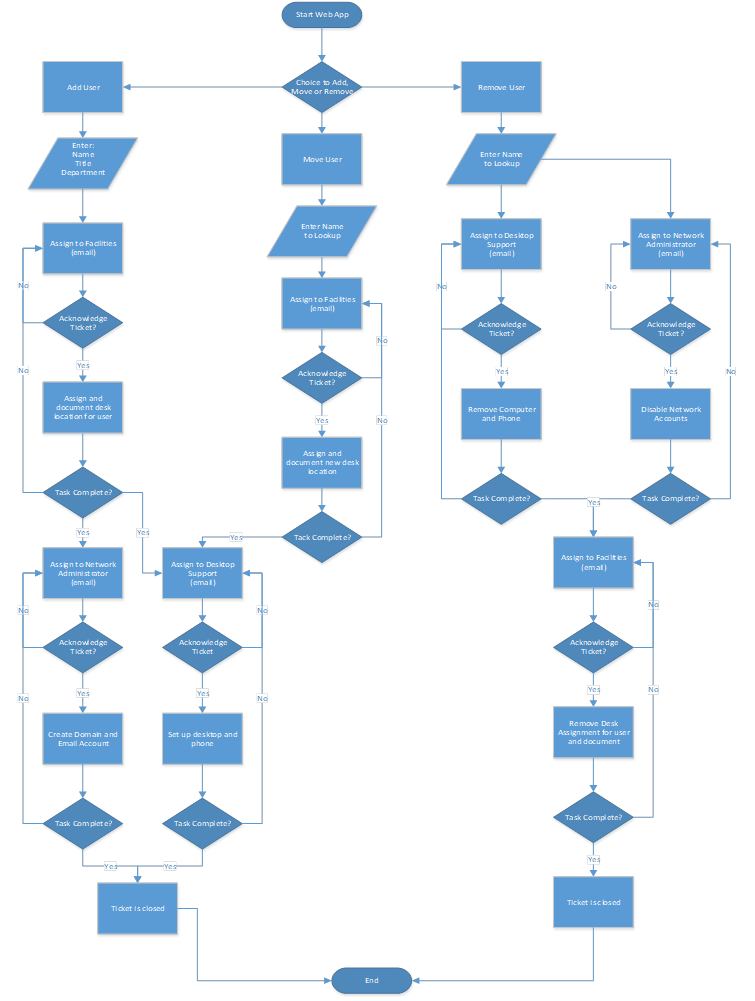 Start Web App
Add User
Choice to Add,
Move or Remove
Remove User
Enter:
Name
Title
Department
Move User
Enter Name
to Lookup
Enter Name
to Lookup
Assign to Facilities
(email)
Assign to Desktop
Support
(email)
Assign to Network
Administrator
(email)
No
No
No
Assign to Facilities
(email)
Acknowledge
Ticket?
Acknowledge
Ticket?
Acknowledge
Ticket?
No
Yes
No
Acknowledge
Ticket?
Yes
Yes
No
Assign and
document desk
location for user
Remove Computer
and Phone
Disable Network
Accounts
Yes
No
Assign and
document new desk
location
Task Complete?
Task Complete?
Task Complete?
Yes
Yes
Yes
Tack Complete?
Yes
Assign to Network
Administrator
(email)
Assign to Desktop
Support
(email)
Assign to Facilities
(email)
No
No
No
Acknowledge
Ticket?
Acknowledge
Ticket
Acknowledge
Ticket?
No
Yes
Yes
No
Yes
No
Create Domain and
Email Account
Set up desktop and
phone
Remove Desk
Assignment for user
and document
Task Complete?
Task Complete?
Task Complete?
Yes
Yes
Yes
Ticket is closed
Ticket is closed
End